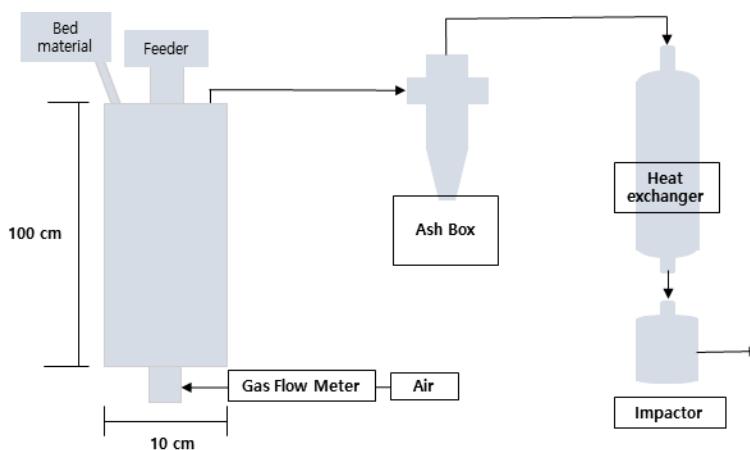 Bed
material
Feeder
100 cm
Ash Box
Heat
exchanger
Gas Flow Meter
Air
10 cm
Impactor